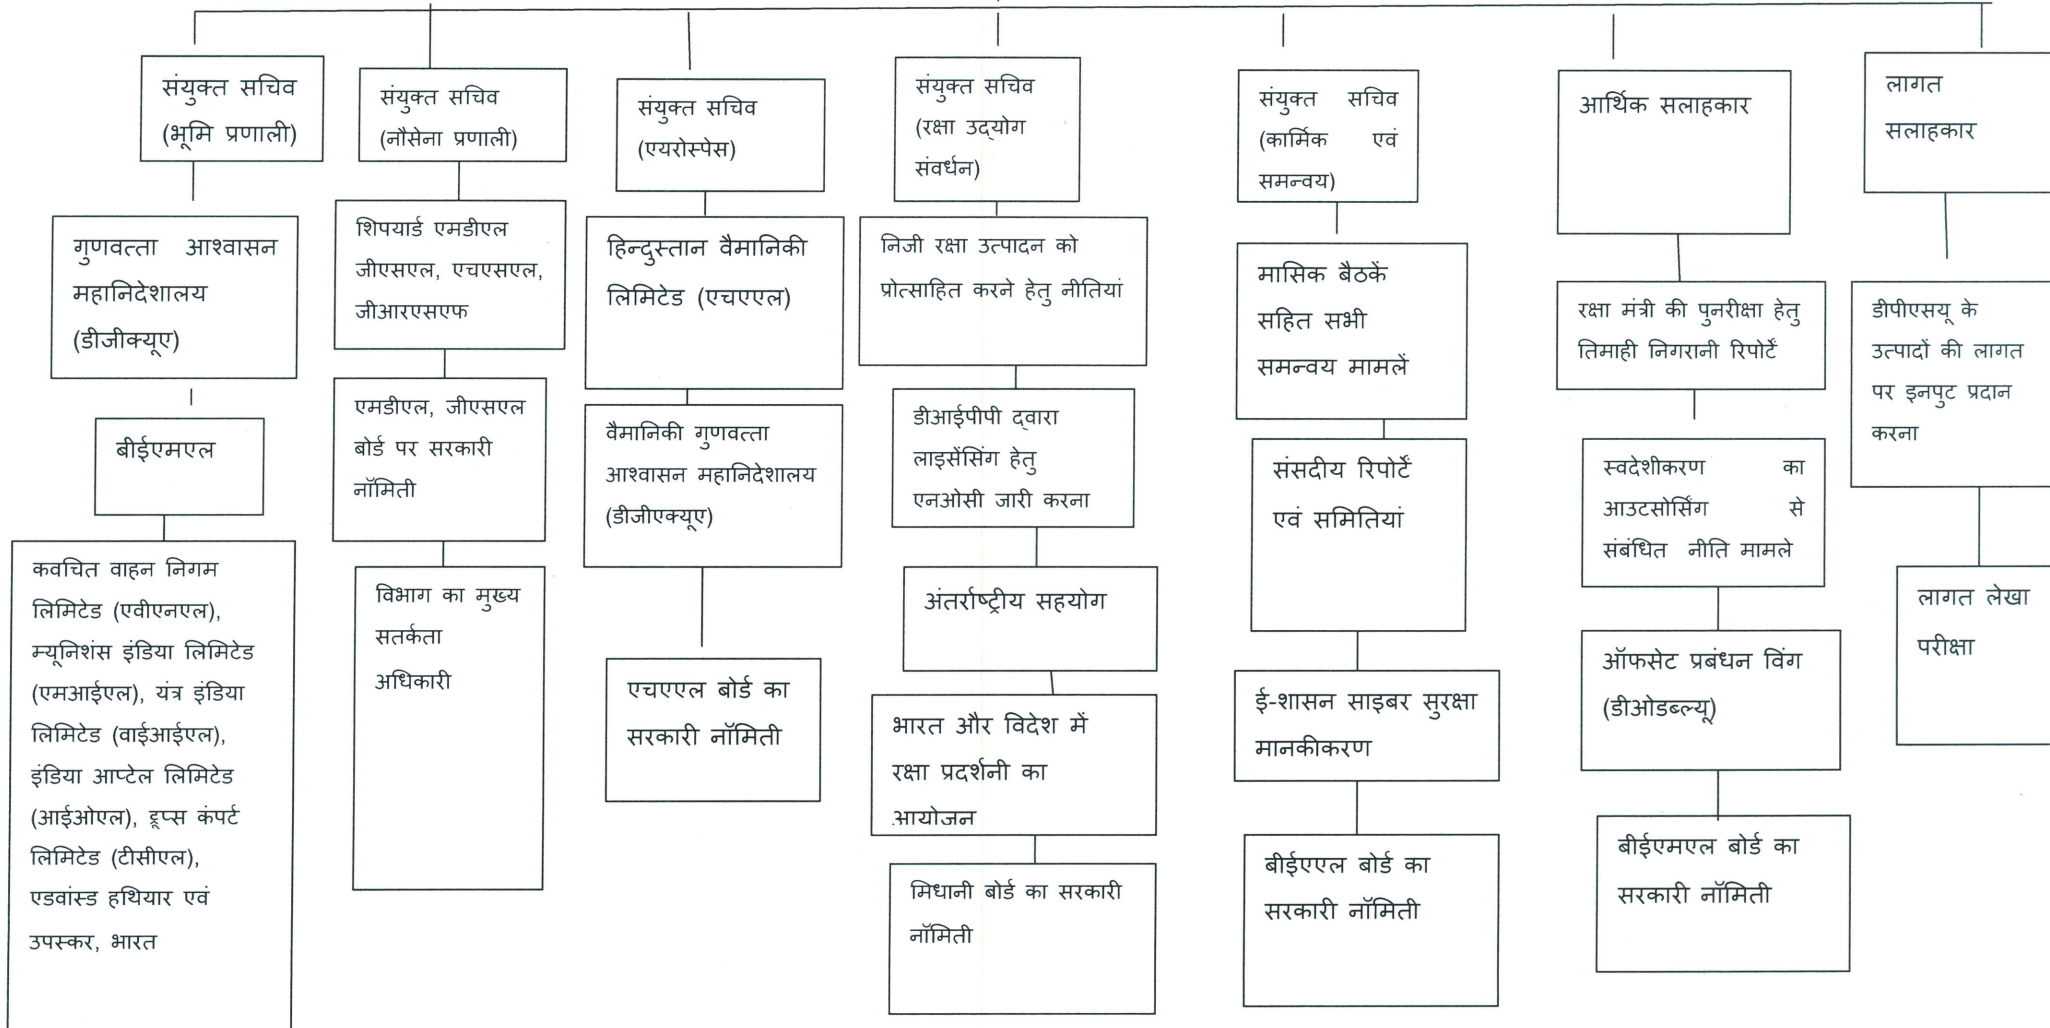 संयुक्त सचिव
(भूमि प्रणाली)
गुणवत्ता आश्वासन
महानिदेशालय
(डीजीक्यूए)
बीईएमएल
कवचित वाहन निगम
लिमिटेड (एवीएनएल),
म्यूनिशंस इंडिया लिमिटेड
(एमआईएल), यंत्र इंडिया
लिमिटेड (वाईआईएल),
इंडिया आप्टेल लिमिटेड
(आईओएल), ट्रूप्स कंपर्ट
लिमिटेड (टीसीएल),
एडवांस्ड हथियार एवं
उपस्कर, भारत
संयुक्त सचिव
(नौसेना प्रणाली)
शिपयार्ड एमडीएल
जीएसएल, एचएसएल,
जीआरएसएफ
एमडीएल, जीएसएल
बोर्ड पर सरकारी
नॉमिती
विभाग का मुख्य
सतर्कता
अधिकारी
संयुक्त सचिव
(एयरोस्पेस)
हिन्दुस्तान वैमानिकी
लिमिटेड (एचएएल)
वैमानिकी गुणवत्ता
आश्वासन महानिदेशालय
(डीजीएक्यूए)
एचएएल बोर्ड का
सरकारी नॉमिती
संयुक्त सचिव
(रक्षा उद्योग
संवर्धन)
निजी रक्षा उत्पादन को
प्रोत्साहित करने हेतु नीतियां
डीआईपीपी द्वारा
लाइसेंसिंग हेतु
एनओसी जारी करना
अंतर्राष्ट्रीय सहयोग
भारत और विदेश में
रक्षा प्रदर्शनी का
आयोजन
मिधानी बोर्ड का सरकारी
नॉमिती
संयुक्त सचिव
(कार्मिक एवं
समन्वय)
मासिक बैठकें
सहित सभी
समन्वय मामलें
संसदीय रिपोर्टें
एवं समितियां
ई-शासन साइबर सुरक्षा
मानकीकरण
बीईएएल बोर्ड का
सरकारी नॉमिती
आर्थिक सलाहकार
रक्षा मंत्री की पुनरीक्षा हेतु
तिमाही निगरानी रिपोर्टें
स्वदेशीकरण का
आउटसोर्सिंग से
संबंधित नीति मामले
ऑफसेट प्रबंधन विंग
(डीओडब्ल्यू)
बीईएमएल बोर्ड का
सरकारी नॉमिती
लागत
सलाहकार
डीपीएसयू के
उत्पादों की लागत
पर इनपुट प्रदान
करना
लागत लेखा
परीक्षा